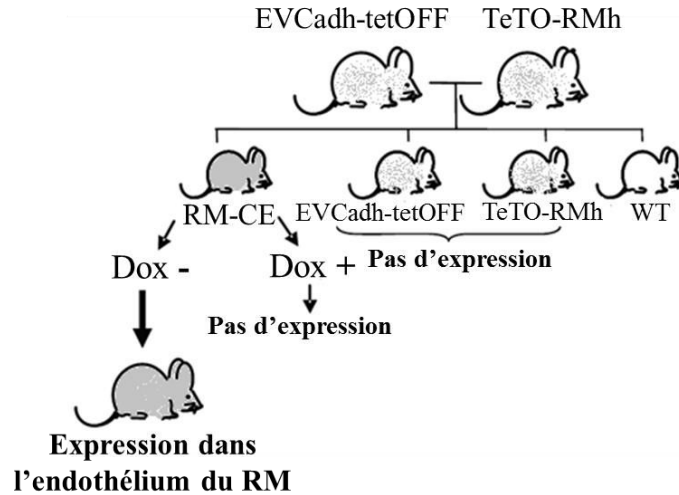 EVCadh-tetOFF TeTO-RMh
RM-CE EVCadh-tetOFF TeTO-RMh WT
Dox - Dox + Pas d’expression
Pas d’expression
Expression dans
l’endothélium du RM